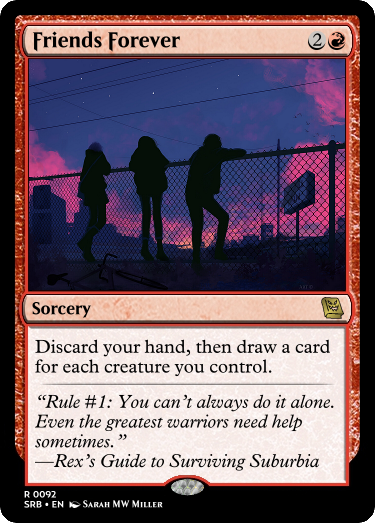 Friends Forever 2
Sorcery
Discard your hand, then draw a card
for each creature you control.
“Rule #1: You can’t always do it alone.
Even the greatest warriors need help
sometimes.”
—Rex’s Guide to Surviving Suburbia
R 0092
SRB • EN Sarah MW Miller